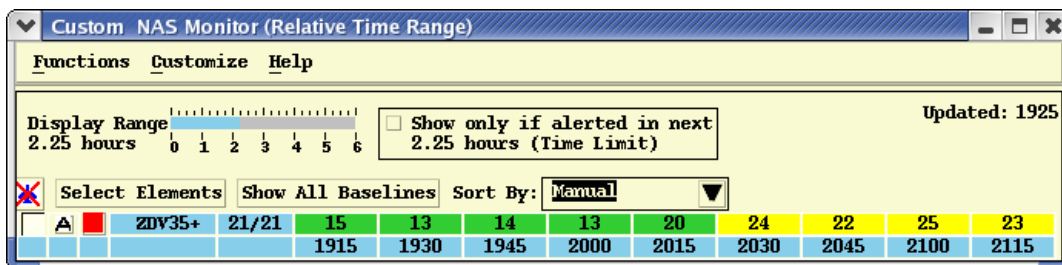 Custom NAS Monitor (Relative Time Range)
Functions Customize Help
Updated: 1925
Display Range
2.25 hours
0 1 2 3 4 5 6
Show only if alerted in next
2.25 hours (Time Limit)
Select Elements Show All Baselines Sort By: Manual
A ZDV35+ 21/21 15 13 14 13 20 24 22 25 23
1915 1930 1945 2000 2015 2030 2045 2100 2115